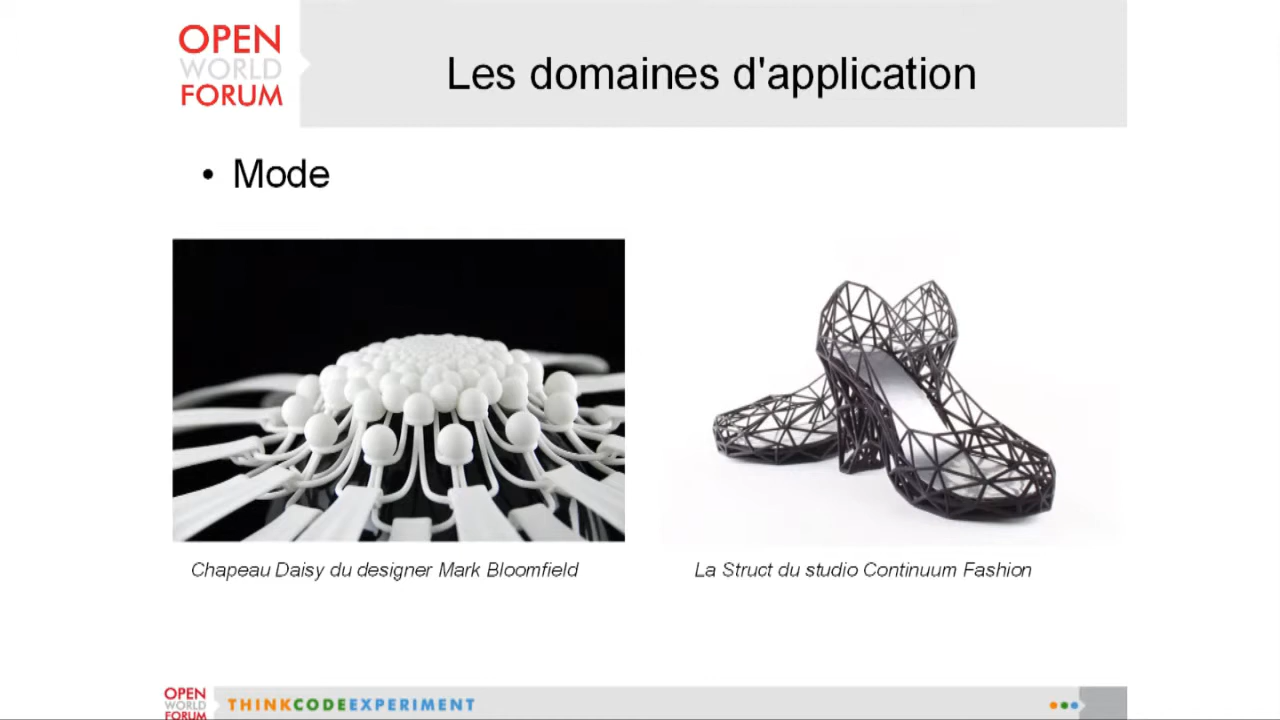 OPEN
WORLD
FORUM
Les domaines d'application
• Mode
Chapeau Daisy du designer Mark Bloomfield
La Struct du studio Continuum Fashion
OPEN
WORLD
FORUM
THINKCODEEXPERIMENT